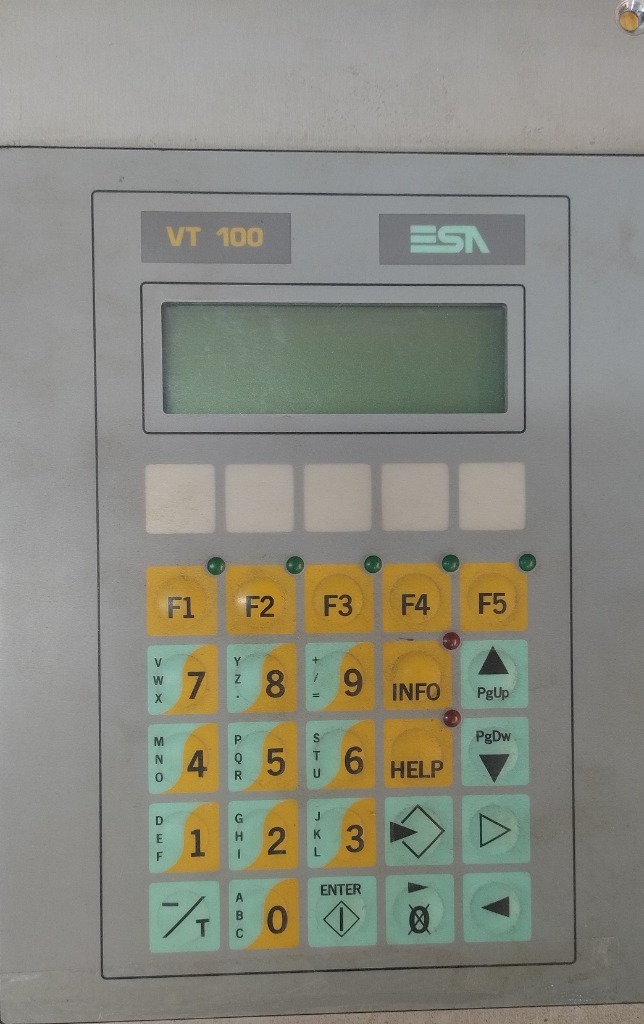 VT 100
ESA
F1 F2 F3 F4 F5
V W X 7 Y Z . 8 + / = 9 INFO PgUp
M N O 4 P Q R 5 S T U 6 HELP PgDw
D E F 1 G H I 2 J K L 3
-/T A B C 0 ENTER I 0